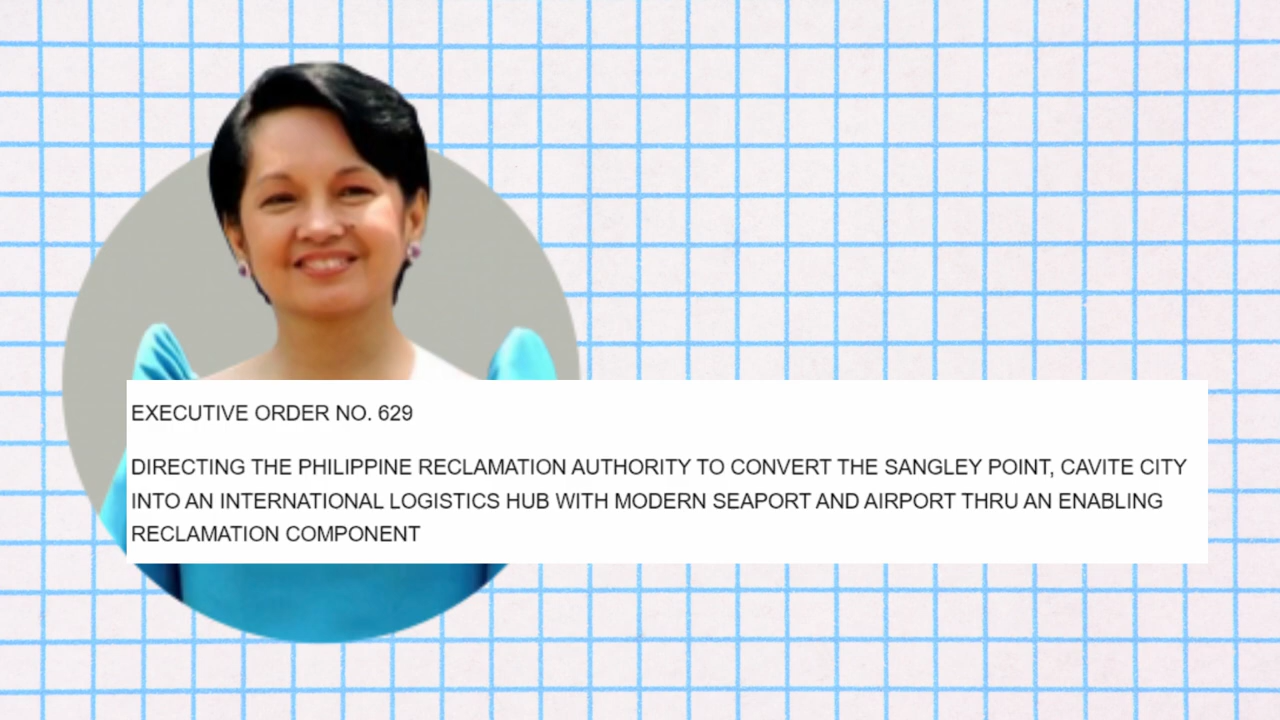 EXECUTIVE ORDER NO. 629
DIRECTING THE PHILIPPINE RECLAMATION AUTHORITY TO CONVERT THE SANGLEY POINT, CAVITE CITY
INTO AN INTERNATIONAL LOGISTICS HUB WITH MODERN SEAPORT AND AIRPORT THRU AN ENABLING
RECLAMATION COMPONENT